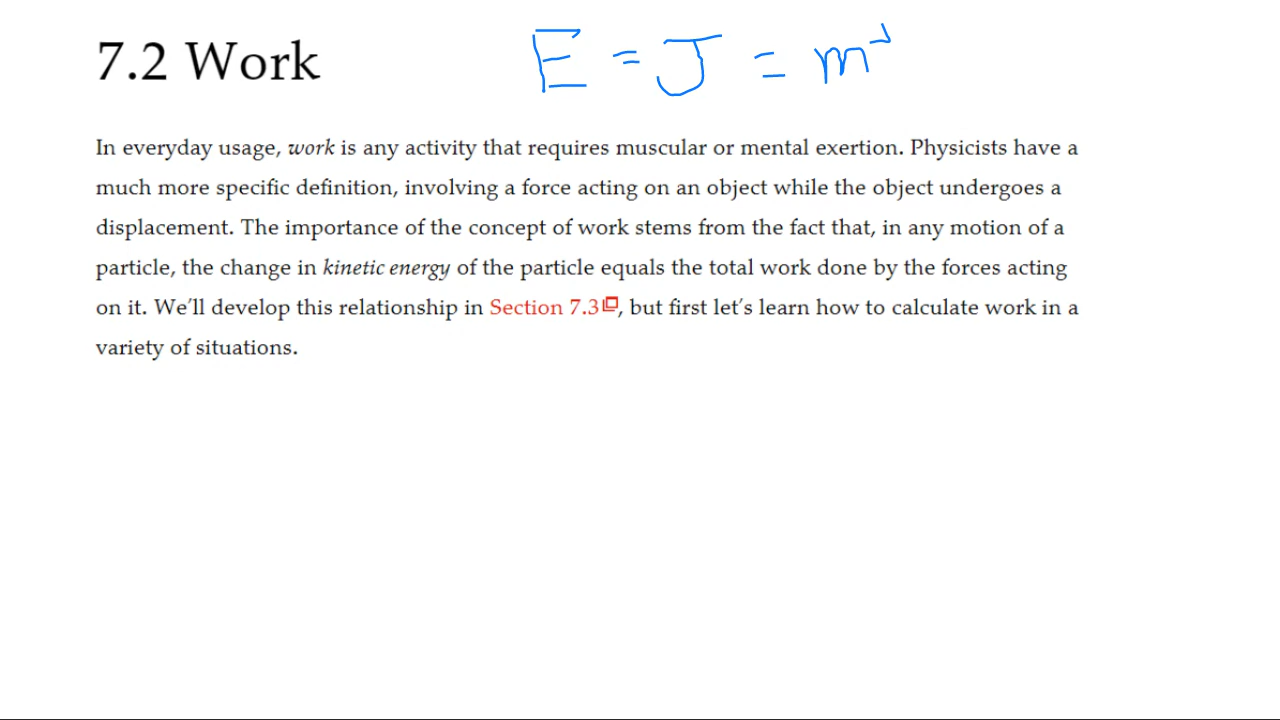 7.2 Work
E = J = m
In everyday usage, work is any activity that requires muscular or mental exertion. Physicists have a
much more specific definition, involving a force acting on an object while the object undergoes a
displacement. The importance of the concept of work stems from the fact that, in any motion of a
particle, the change in kinetic energy of the particle equals the total work done by the forces acting
on it. We'll develop this relationship in Section 7.3, but first let's learn how to calculate work in a
variety of situations.